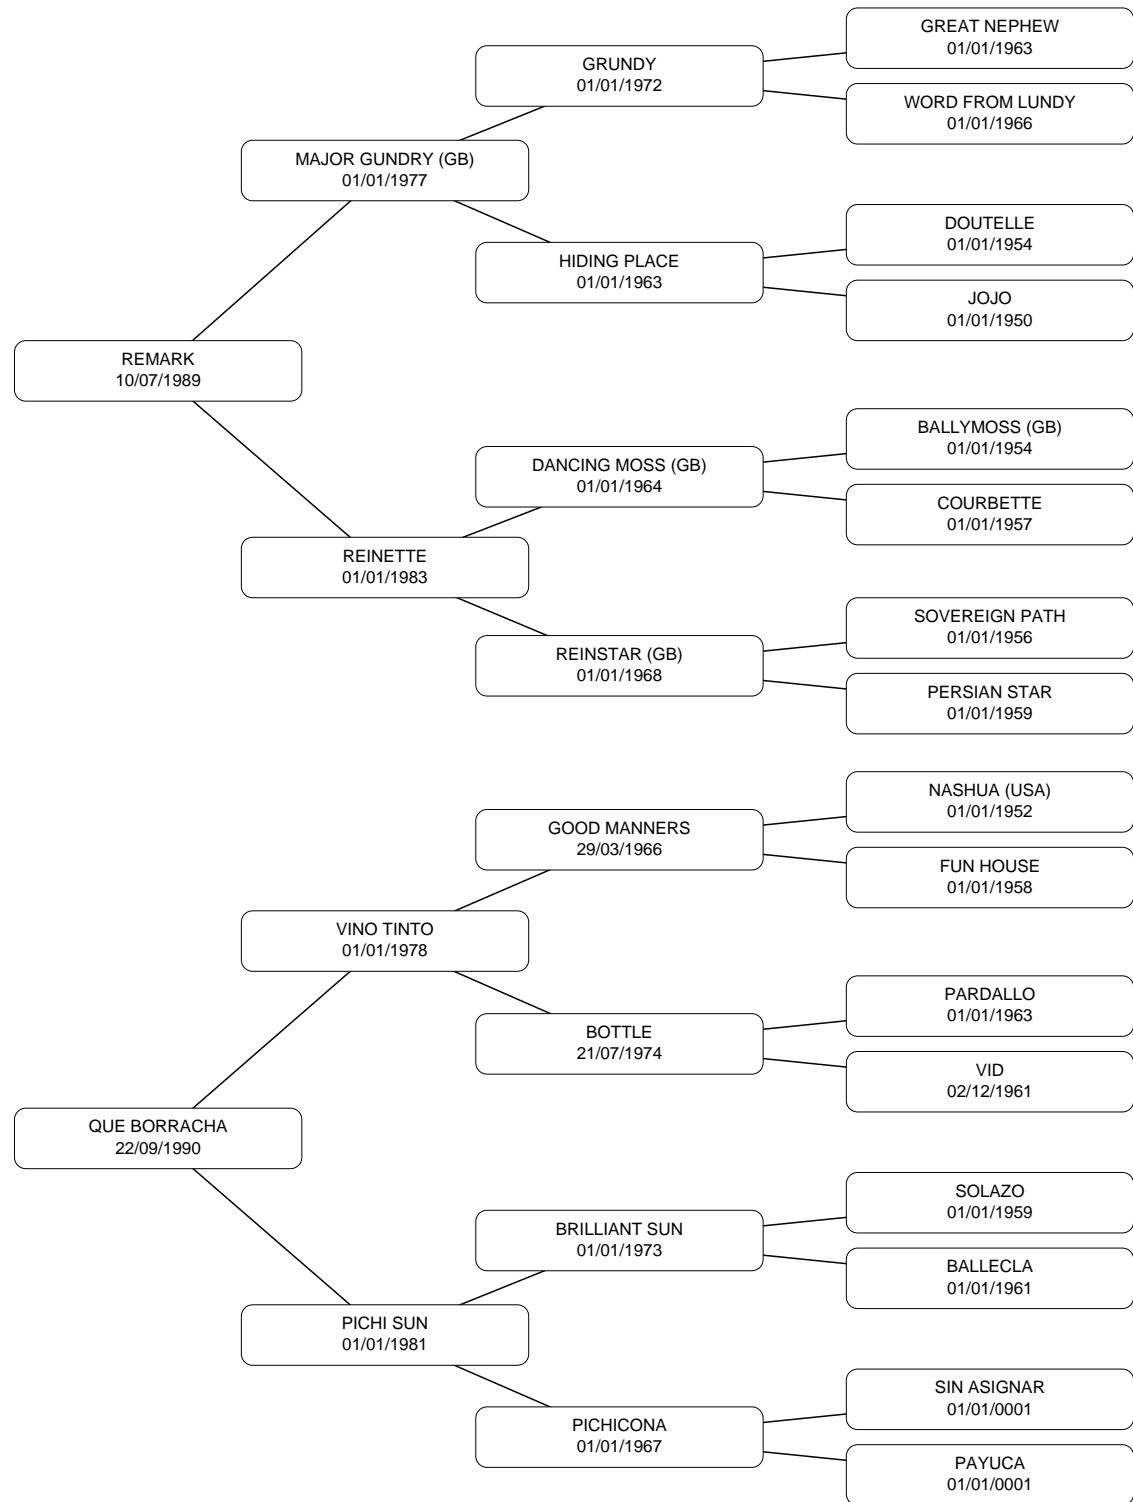 GREAT NEPHEW
01/01/1963
GRUNDY
01/01/1972
WORD FROM LUNDY
01/01/1966
MAJOR GUNDRY (GB)
01/01/1977
DOUTELLE
01/01/1954
HIDING PLACE
01/01/1963
JOJO
01/01/1950
REMARK
10/07/1989
BALLYMOSS (GB)
01/01/1954
DANCING MOSS (GB)
01/01/1964
COURBETTE
01/01/1957
REINETTE
01/01/1983
SOVEREIGN PATH
01/01/1956
REINSTAR (GB)
01/01/1968
PERSIAN STAR
01/01/1959
NASHUA (USA)
01/01/1952
GOOD MANNERS
29/03/1966
FUN HOUSE
01/01/1958
VINO TINTO
01/01/1978
PARDALLO
01/01/1963
BOTTLE
21/07/1974
VID
02/12/1961
QUE BORRACHA
22/09/1990
SOLAZO
01/01/1959
BRILLIANT SUN
01/01/1973
BALLECLA
01/01/1961
PICHI SUN
01/01/1981
SIN ASIGNAR
01/01/0001
PICHICONA
01/01/1967
PAYUCA
01/01/0001